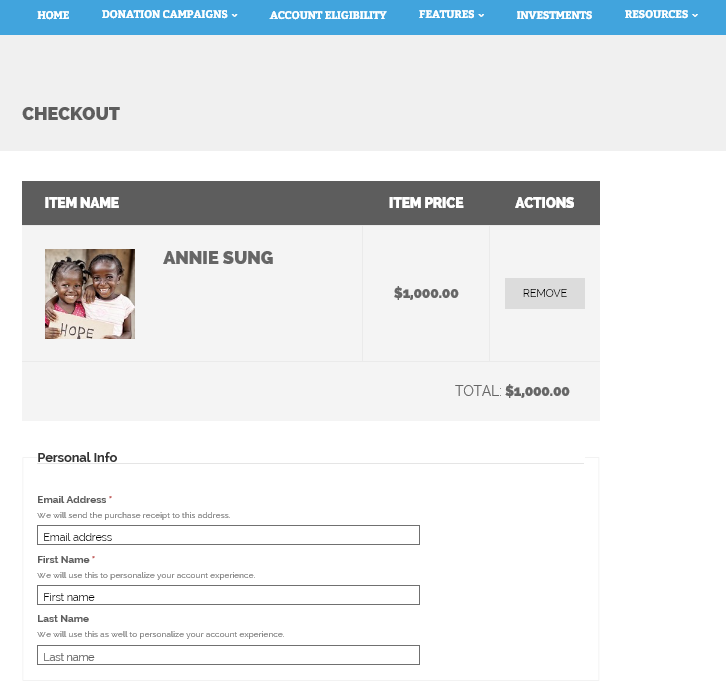 HOME DONATION CAMPAIGNS ACCOUNT ELIGIBILITY FEATURES INVESTMENTS RESOURCES
CHECKOUT
ITEM NAME ITEM PRICE ACTIONS
ANNIE SUNG
HOPE
$1,000.00
REMOVE
TOTAL: $1,000.00
Personal Info
Email Address *
We will send the purchase receipt to this address.
Email address
First Name *
We will use this to personalize your account experience.
First name
Last Name
We will use this as well to personalize your account experience.
Last name